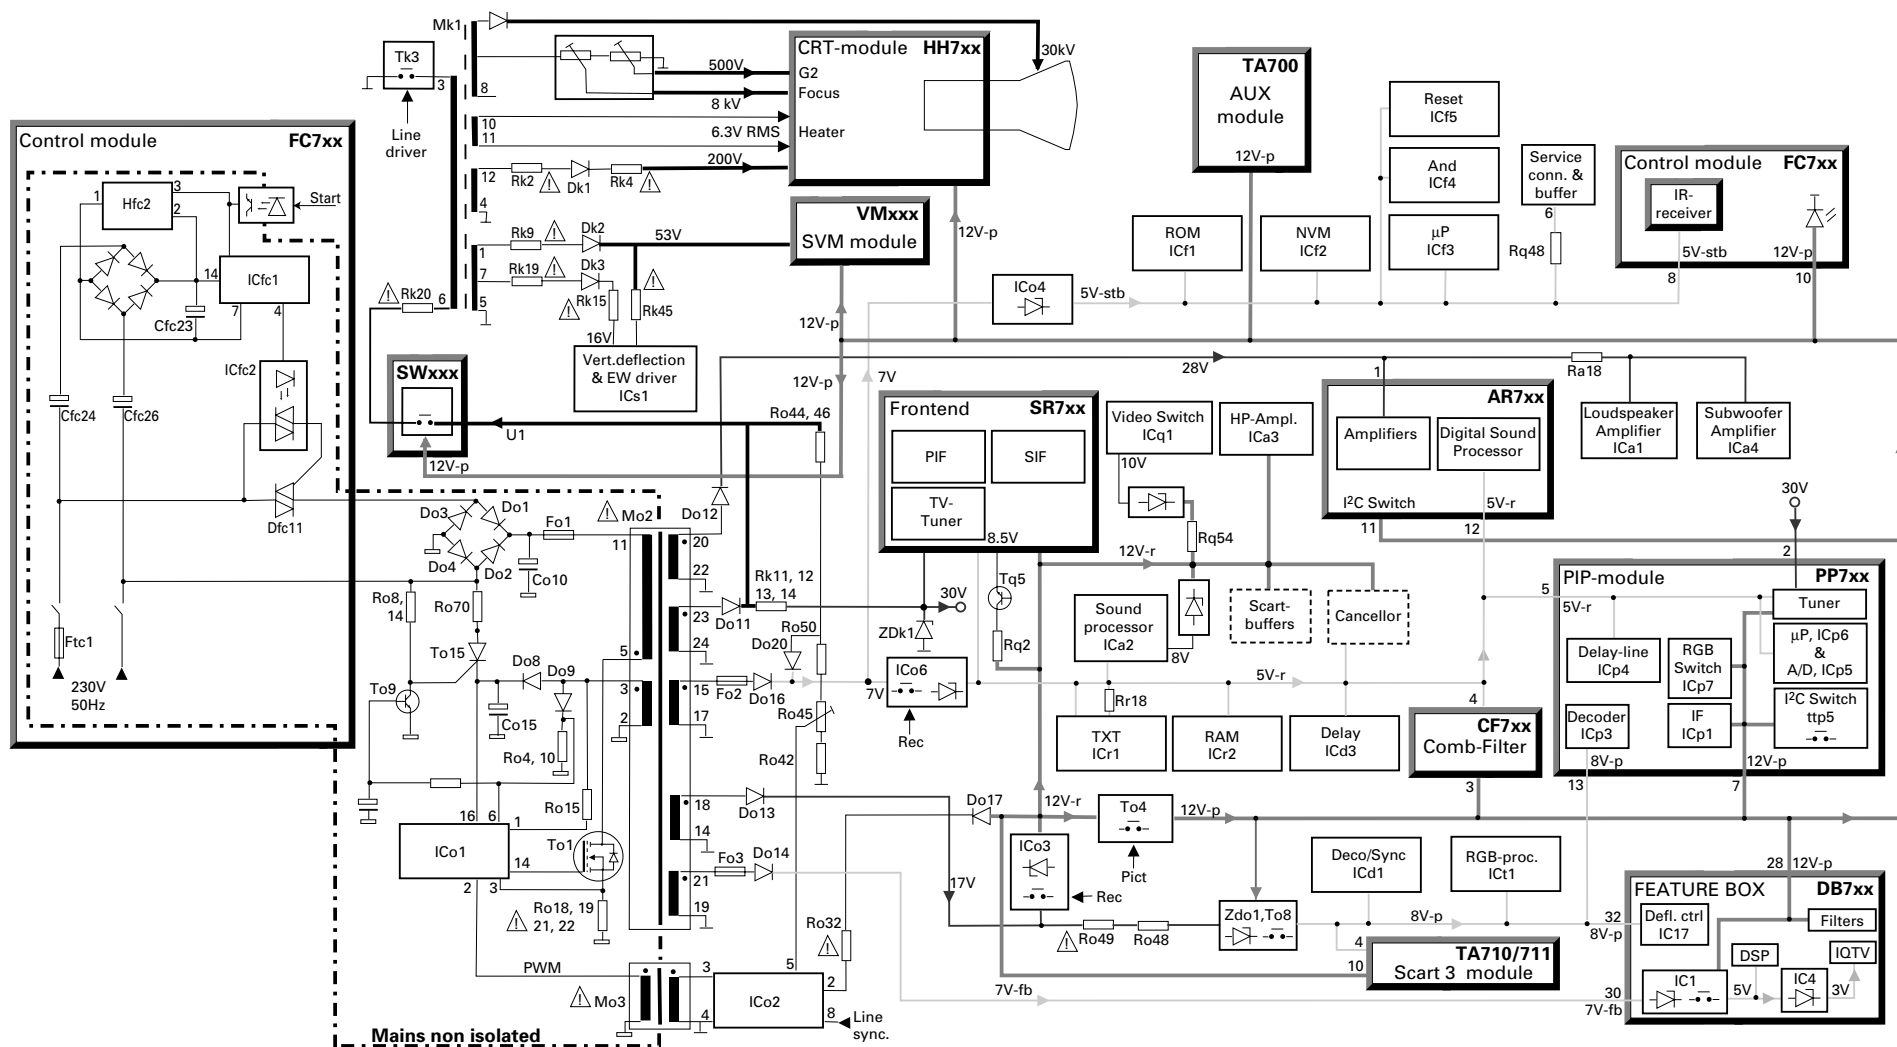 Control module FC7xx
1
Hfc2
3
2
Start
14
ICfc1
7
4
Cfc23
ICfc2
Cfc24
Cfc26
Dfc11
Ftc1
230V
50Hz
Tk3
3
Line
driver
Mk1
8
10
11
12
4
1
7
5
6
Rk20
Rk2
Dk1
Rk4
200V
500V
8 kV
6.3V RMS
CRT-module HH7xx
G2
Focus
Heater
30kV
Rk9
Dk2
53V
Rk19
Dk3
Rk15
Rk45
16V
Vert.deflection
& EW driver
ICs1
VMxxx
SVM module
12V-p
12V-p
12V-p
SWxxx
12V-p
U1
Ro44, 46
7V
28V
TA700
AUX
module
12V-p
Reset
ICf5
And
ICf4
µP
ICf3
ROM
ICf1
NVM
ICf2
Service
conn. &
buffer
6
Rq48
ICo4
5V-stb
Control module FC7xx
IR-
receiver
5V-stb
12V-p
8
10
Frontend SR7xx
PIF
SIF
TV-
Tuner
8.5V
Video Switch
ICq1
10V
Rq54
HP-Ampl.
ICa3
1
AR7xx
Amplifiers
Digital Sound
Processor
I²C Switch
5V-r
11
12
Ra18
Loudspeaker
Amplifier
ICa1
Subwoofer
Amplifier
ICa4
30V
2
Do3
Do1
Do4
Do2
Fo1
Co10
Mo2
11
5
3
2
20
22
23
24
15
17
18
14
21
19
Do12
Do11
Rk11, 12
13, 14
30V
ZDk1
Ro50
Do20
Fo2
Do16
Ro45
Ro42
7V
ICo6
Rec
Tq5
Rq2
12V-r
Sound
processor
ICa2
8V
Rr18
Scart-
buffers
Cancellor
5V-r
TXT
ICr1
RAM
ICr2
Delay
ICd3
4
CF7xx
Comb-Filter
3
PIP-module PP7xx
5
5V-r
Tuner
Delay-line
ICp4
RGB
Switch
ICp7
µP, ICp6
&
A/D, ICp5
Decoder
ICp3
IF
ICp1
I²C Switch
ttp5
8V-p
12V-p
13
7
Ro8,
14
Ro70
To15
To9
Do8
Do9
Co15
Ro4, 10
Ro15
16
6
1
ICo1
14
2
3
To1
Ro18, 19
21, 22
PWM
Mo3
Mains non isolated
3
4
5
ICo2
2
8
Line
sync.
Do13
Fo3
Do14
Ro32
Do17
17V
12V-r
To4
Pict
12V-p
ICo3
Rec
Ro49
Ro48
Zdo1,To8
Deco/Sync
ICd1
RGB-proc.
ICt1
8V-p
4
10
TA710/711
Scart 3 module
7V-fb
28
12V-p
FEATURE BOX DB7xx
32
8V-p
Defl. ctrl
IC17
Filters
DSP
IQTV
IC1
5V
IC4
3V
30
7V-fb